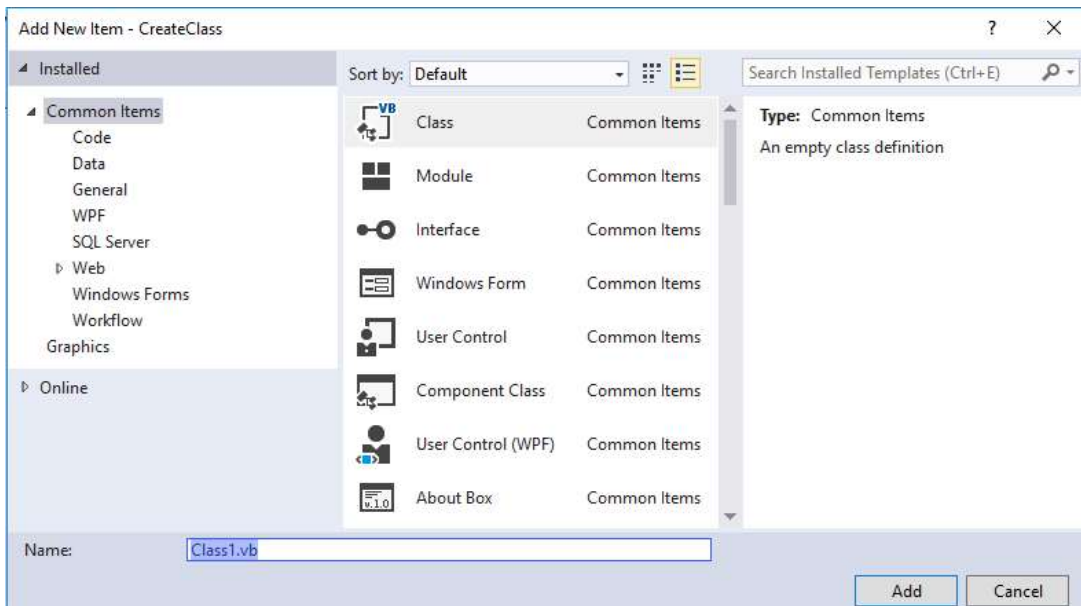 Add New Item - CreateClass
?
Installed
Sort by: Default
Search Installed Templates (Ctrl+E)
Common Items
Code
Data
General
WPF
SQL Server
Web
Windows Forms
Workflow
Graphics
Online
VB
Class Common Items
Module Common Items
Interface Common Items
Windows Form Common Items
User Control Common Items
Component Class Common Items
User Control (WPF) Common Items
v.1.0
About Box Common Items
Type: Common Items
An empty class definition
Name: Class1.vb
Add Cancel